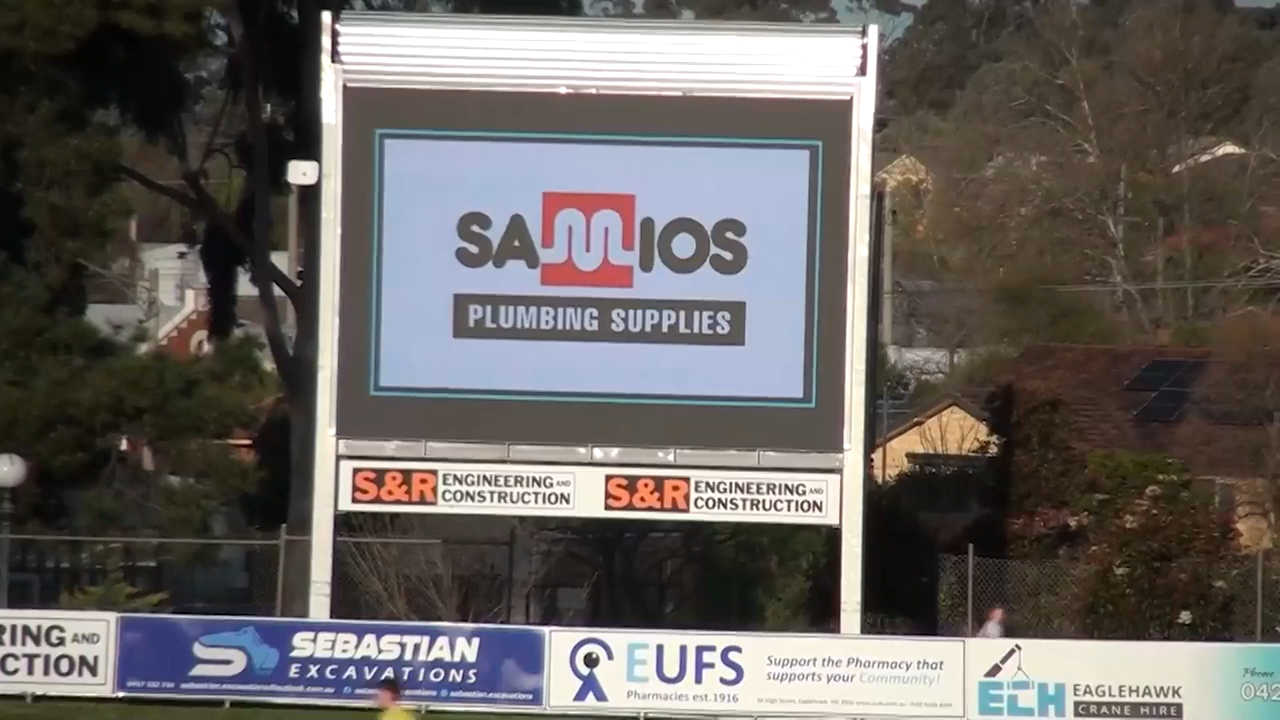 SAMIOS
PLUMBING SUPPLIES
S&R ENGINEERING AND CONSTRUCTION
S&R ENGINEERING AND CONSTRUCTION
RING AND
CTION
SEBASTIAN
EXCAVATIONS
EUFS
Pharmacies est.1916
Support the Pharmacy that
supports your Community!
ECH
EAGLEHAWK
CRANE HIRE
Phone
042